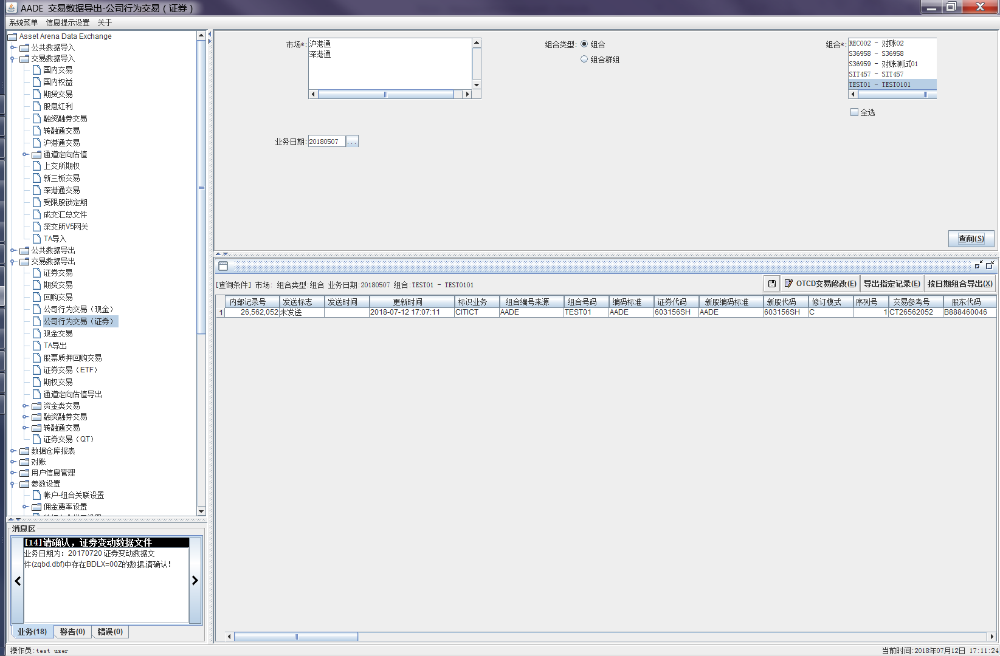 AADE 交易数据导出-公司行为交易（证券）
系统菜单 信息提示设置 关于
Asset Arena Data Exchange
公共数据导入
交易数据导入
国内交易
国内权益
期货交易
股息红利
融资融券交易
转融通交易
沪港通交易
通道定向估值
上交所期权
新三板交易
深港通交易
受限股锁定期
成交汇总文件
深交所V5网关
TA导入
公共数据导出
交易数据导出
证券交易
期货交易
回购交易
公司行为交易（现金）
公司行为交易（证券）
现金交易
TA导出
股票质押回购交易
证券交易（ETF）
期权交易
通道定向估值导出
资金类交易
融资融券交易
转融通交易
证券交易（QT）
数据仓库报表
对账
用户信息管理
参数设置
帐户-组合关联设置
佣金费率设置
消息区
[14]请确认，证券变动数据文件
业务日期为：20170720证券变动数据文
件(zqbd.dbf)中存在BDLX=00Z的数据,请确认!
业务(18) 警告(0) 错误(0)
市场*: 沪港通
深港通
组合类型: 组合
组合群组
组合*: REC002 - 对账02
S36958 - S36958
S36959 - 对账测试01
SIT457 - SIT457
TEST01 - TEST0101
全选
业务日期: 20180507 ...
查询(S)
[查询条件] 市场: 组合类型:组合 业务日期:20180507 组合:TEST01 - TEST0101
OTCD交易修改(E) 导出指定记录(E) 按日期组合导出(X)
内部记录号 发送标志 发送时间 更新时间 标识业务 组合编号来源 组合号码 编码标准 证券代码 新股编码标准 新股代码 修订模式 序列号 交易参考号 股东代码
1 26,562,052 未发送 2018-07-12 17:07:11 CITICT AADE TEST01 AADE 603156SH AADE 603156SH C 1 CT26562052 B888460046
操作员:test user
当前时间:2018年07月12日 17:11:24